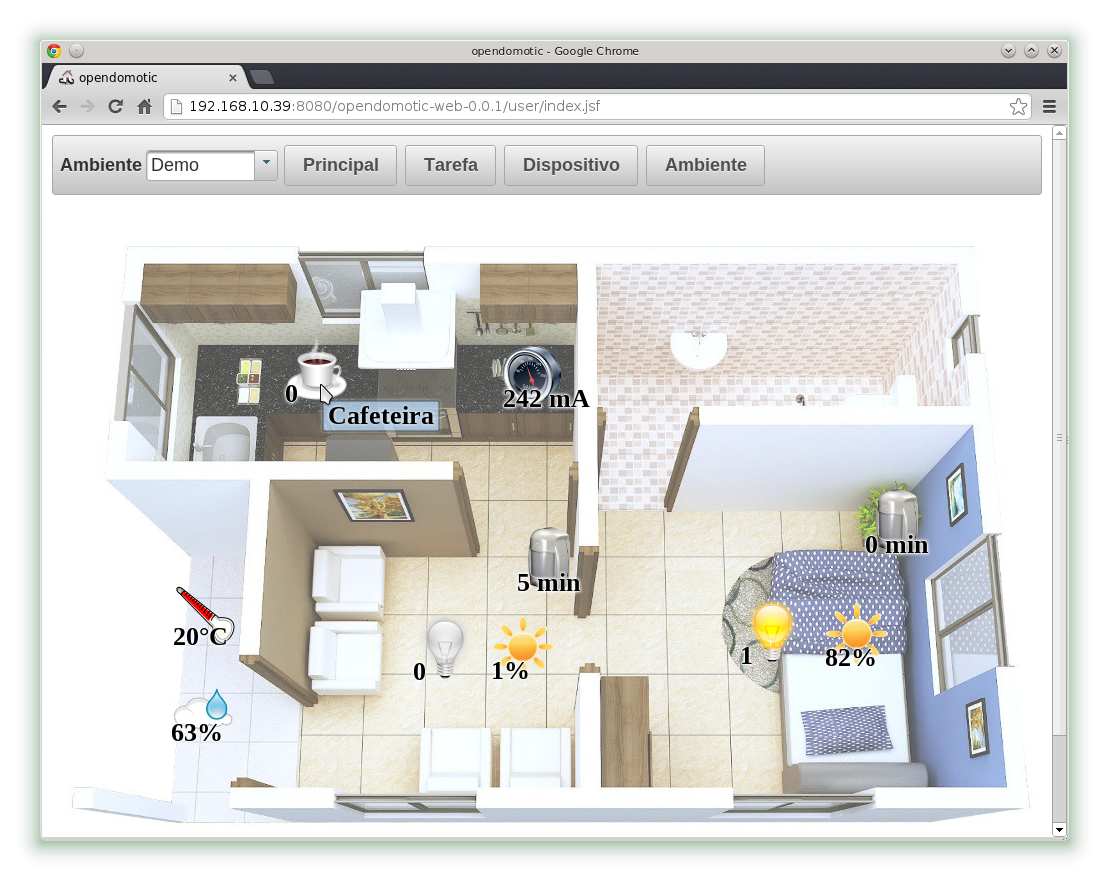 opendomotic - Google Chrome
opendomotic
192.168.10.39:8080/opendomotic-web-0.0.1/user/index.jsf
Ambiente Demo Principal Tarefa Dispositivo Ambiente
0
Cafeteira
242 mA
0 min
5 min
20°C
0
1%
1
82%
63%